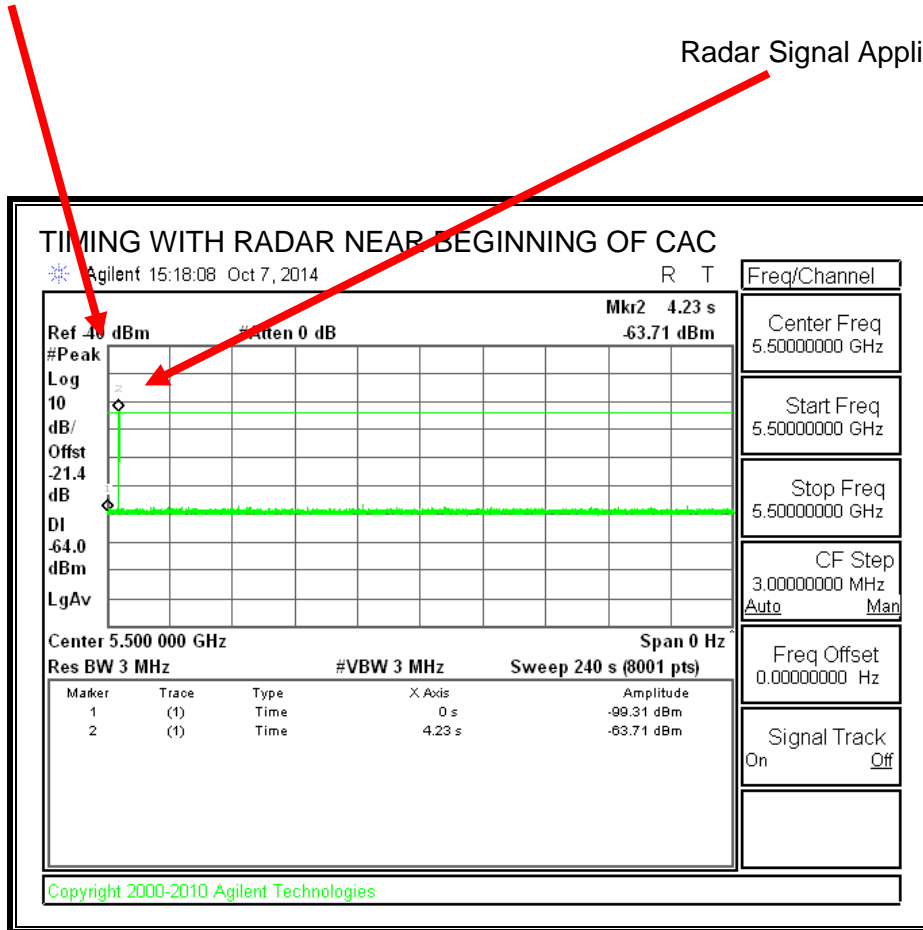 Radar Signal Appli
TIMING WITH RADAR NEAR BEGINNING OF CAC
Agilent 15:18:08 Oct 7, 2014 R T
Freq/Channel
Mkr2 4.23 s
Ref -40 dBm #Atten 0 dB -63.71 dBm
#Peak
Log
10
dB/
Offst
-21.4
dB
DI
-64.0
dBm
LgAv
2
1
Center 5.500 000 GHz Span 0 Hz
Res BW 3 MHz #VBW 3 MHz Sweep 240 s (8001 pts)
Marker Trace Type X Axis Amplitude
1 (1) Time 0 s -99.31 dBm
2 (1) Time 4.23 s -63.71 dBm
Center Freq
5.50000000 GHz
Start Freq
5.50000000 GHz
Stop Freq
5.50000000 GHz
CF Step
3.00000000 MHz
Auto Man
Freq Offset
0.00000000 Hz
Signal Track
On Off
Copyright 2000-2010 Agilent Technologies